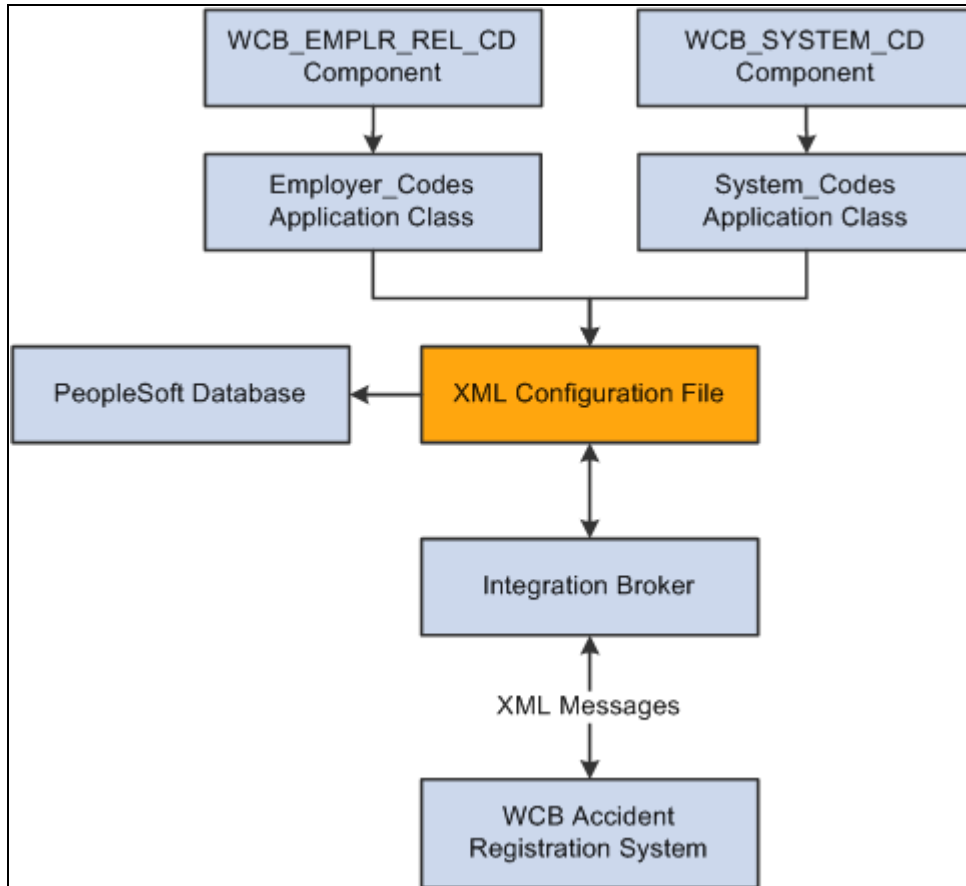 WCB_EMPLR_REL_CD
Component
WCB_SYSTEM_CD
Component
Employer_Codes
Application Class
System_Codes
Application Class
PeopleSoft Database
XML Configuration File
Integration Broker
XML Messages
WCB Accident
Registration System